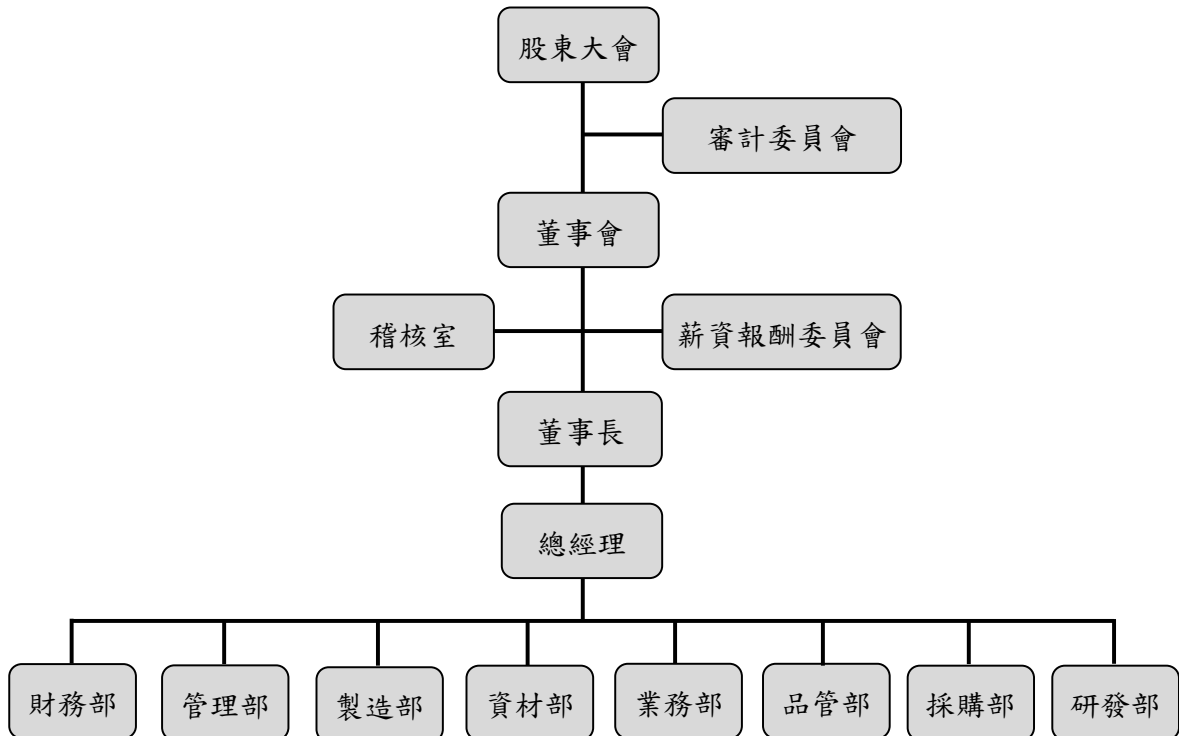 股東大會
審計委員會
董事會
稽核室
薪資報酬委員會
董事長
總經理
財務部
管理部
製造部
資材部
業務部
品管部
採購部
研發部